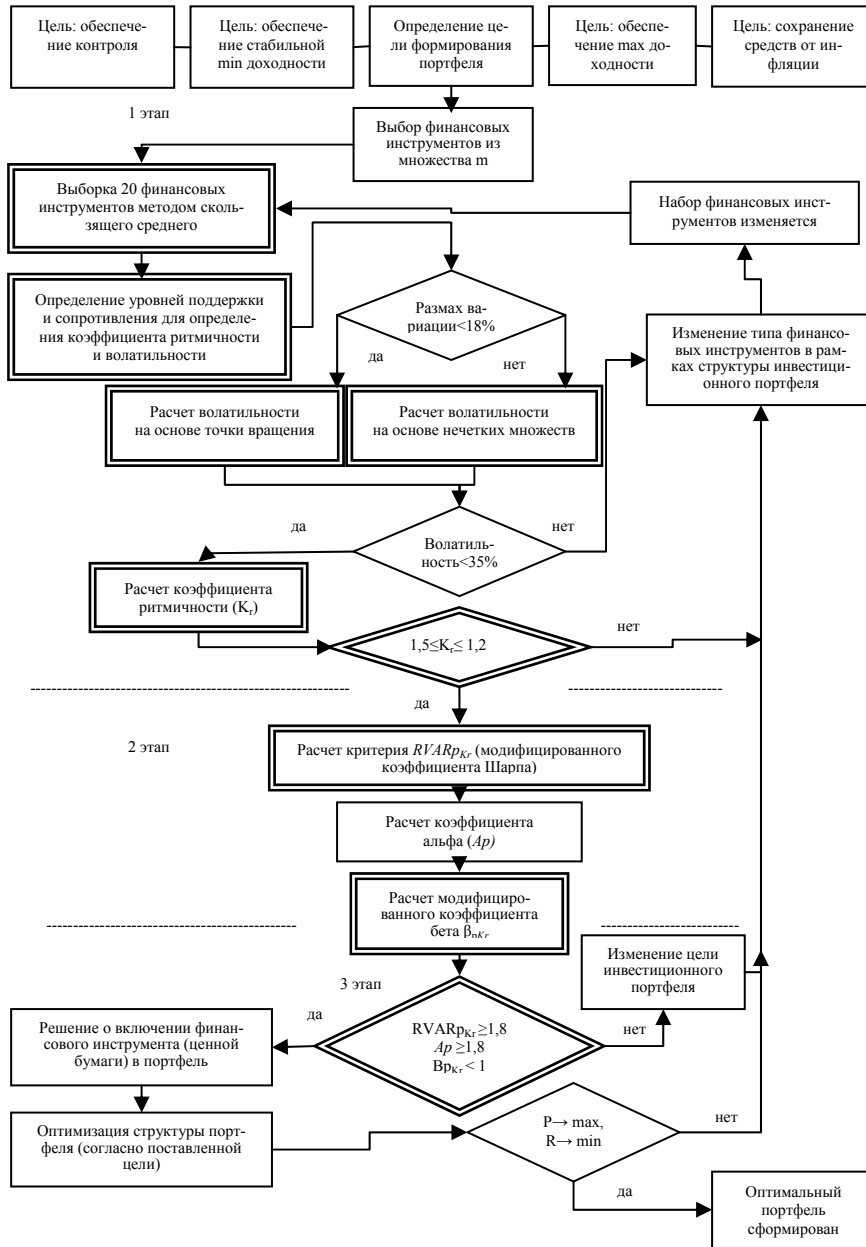 Цель: обеспече-
ние контроля
Цель: обеспе-
чение стабильной
min доходности
Определение це-
ли формирования
портфеля
Цель: обеспе-
чение max до-
ходности
Цель: сохранение
средств от ин-
фляции
1 этап
Выбор финансовых
инструментов из
множества m
Выборка 20 финансовых
инструментов методом сколь-
зящего среднего
Набор финансовых инст-
рументов изменяется
Определение уровней поддержки
и сопротивления для определе-
ния коэффициента ритмичности
и волатильности
Размах ва-
риации<18%
Изменение типа финансо-
вых инструментов в рам-
ках структуры инвестици-
онного портфеля
да
нет
Расчет волатильности
на основе точки вращения
Расчет волатильности
на основе нечетких множеств
да
нет
Волатиль-
ность<35%
Расчет коэффициента
ритмичности (Kr)
1,5≤Kr≤ 1,2
нет
да
2 этап
Расчет критерия RVARpKr (модифицированного
коэффициента Шарпа)
Расчет коэффициента
альфа (Ap)
Расчет модифициро-
ванного коэффициента
бета βpKr
Изменение цели
инвестиционного
портфеля
3 этап
да
RVARpKr ≥1,8
Ap ≥1,8
BpKr < 1
нет
Решение о включении финан-
сового инструмента (ценной
бумаги) в портфель
Оптимизация структуры порт-
феля (согласно поставленной
цели)
P→ max,
R→ min
нет
да
Оптимальный
портфель
сформирован